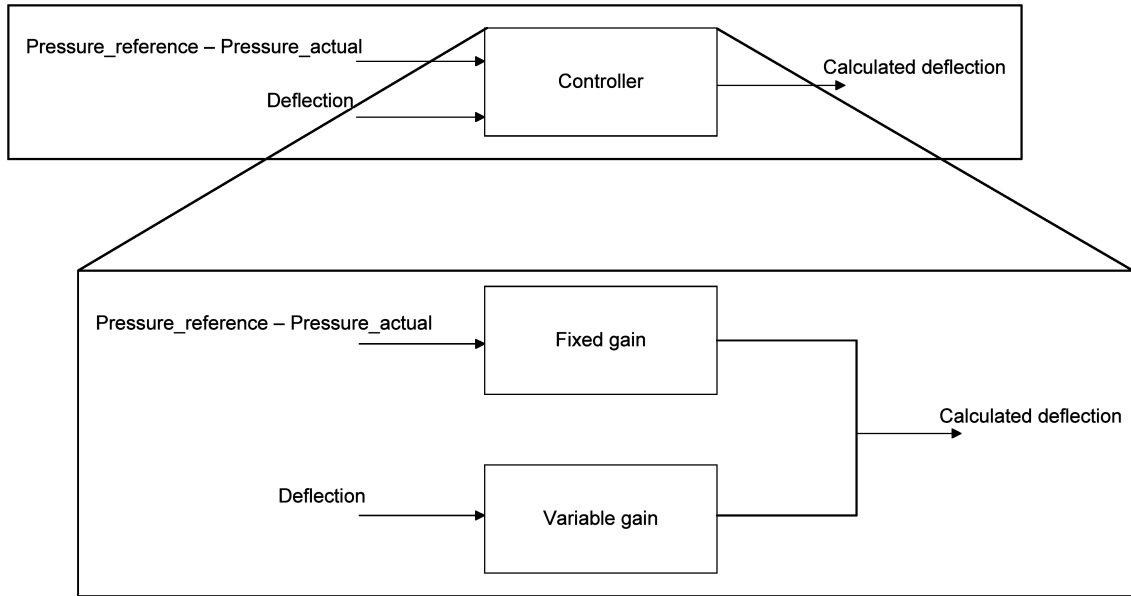 Pressure_reference – Pressure_actual
Controller
Calculated deflection
Deflection
Pressure_reference – Pressure_actual
Fixed gain
Calculated deflection
Deflection
Variable gain